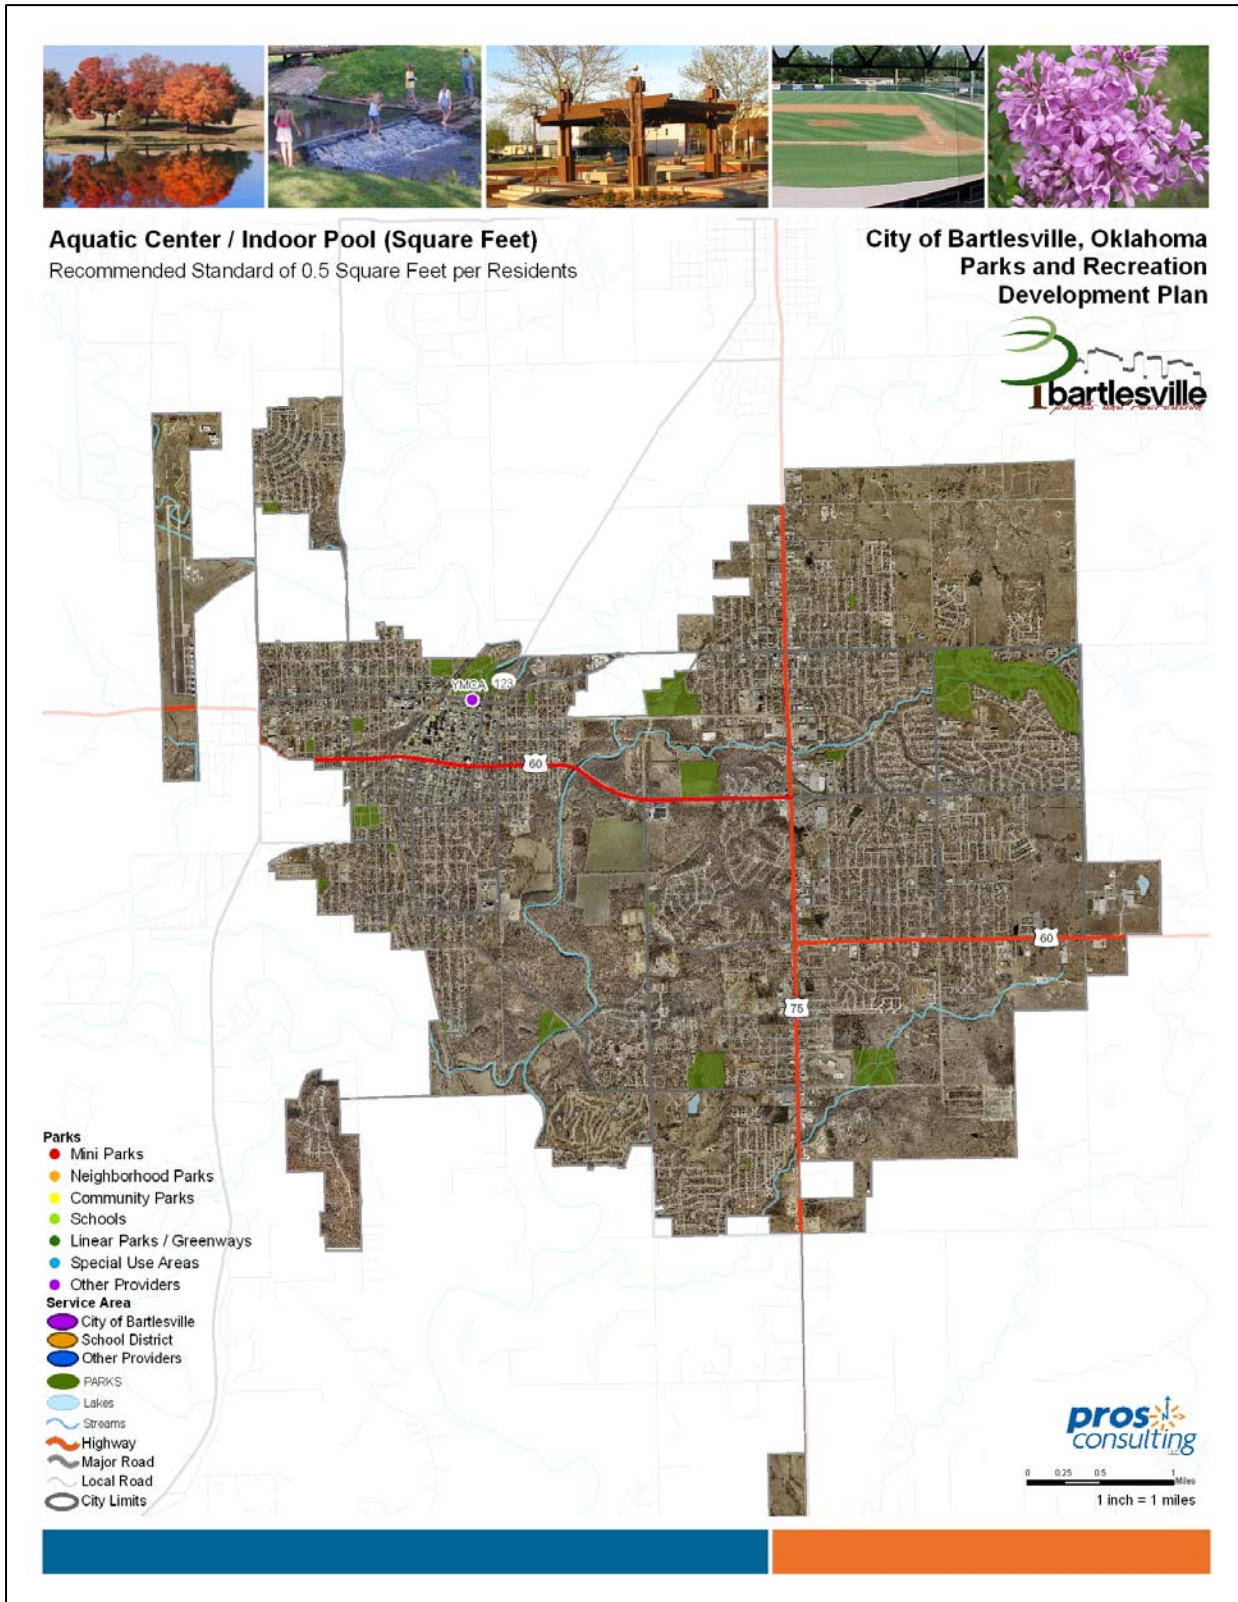 Aquatic Center / Indoor Pool (Square Feet)
Recommended Standard of 0.5 Square Feet per Residents
City of Bartlesville, Oklahoma
Parks and Recreation
Development Plan
bartlesville
parks and recreation
YMCA
123
60
60
75
Parks
Mini Parks
Neighborhood Parks
Community Parks
Schools
Linear Parks / Greenways
Special Use Areas
Other Providers
Service Area
City of Bartlesville
School District
Other Providers
PARKS
Lakes
Streams
Highway
Major Road
Local Road
City Limits
pros
consulting
LLC
N
0 0.25 0.5 1
Miles
1 inch = 1 miles